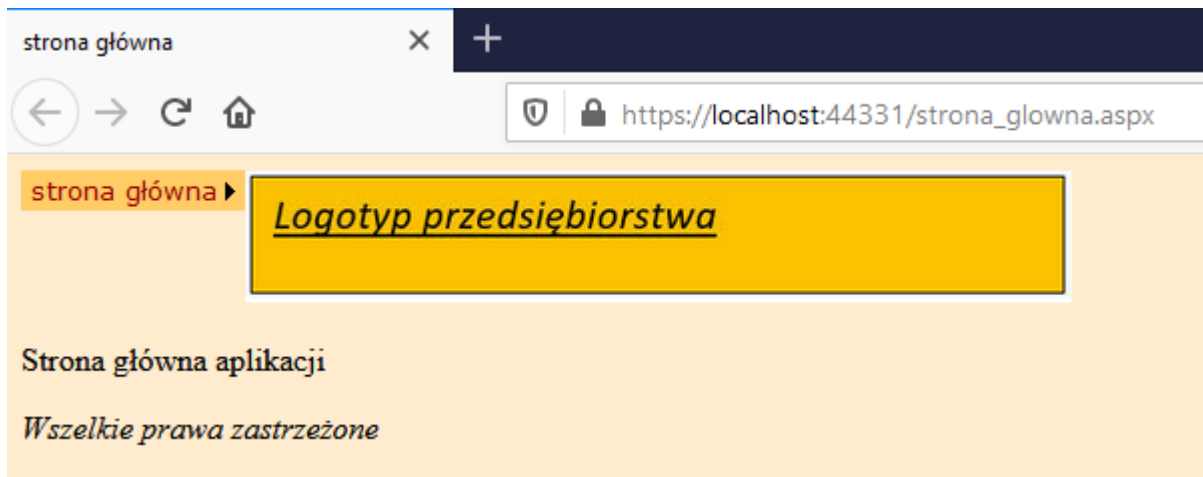 strona główna
https://localhost:44331/strona_glowna.aspx
strona główna
Logotyp przedsiębiorstwa
Strona główna aplikacji
Wszelkie prawa zastrzeżone